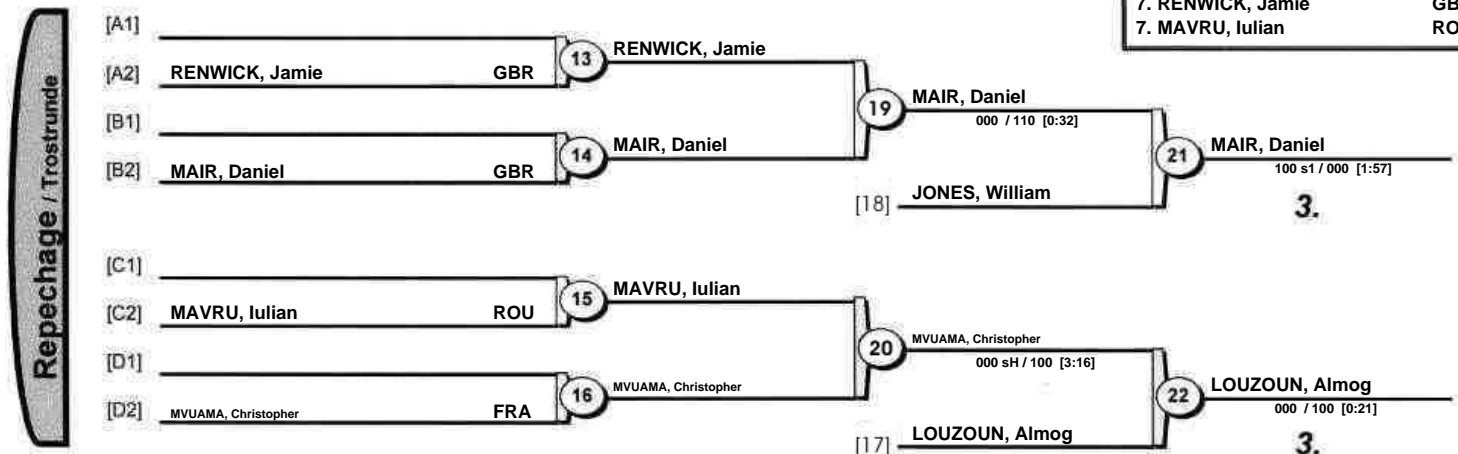 7. RENWICK, Jamie
7. MAVRU, Iulian RO
Repechage / Trostrunde
[A1]
[A2] RENWICK, Jamie GBR
13 RENWICK, Jamie
[B1]
[B2] MAIR, Daniel GBR
14 MAIR, Daniel
19 MAIR, Daniel
000 / 110 [0:32]
[18] JONES, William
21 MAIR, Daniel
100 s1 / 000 [1:57]
3.
[C1]
[C2] MAVRU, Iulian ROU
15 MAVRU, Iulian
[D1]
[D2] MVUAMA, Christopher FRA
16 MVUAMA, Christopher
20 MVUAMA, Christopher
000 sH / 100 [3:16]
[17] LOUZOUN, Almog
22 LOUZOUN, Almog
000 / 100 [0:21]
3.